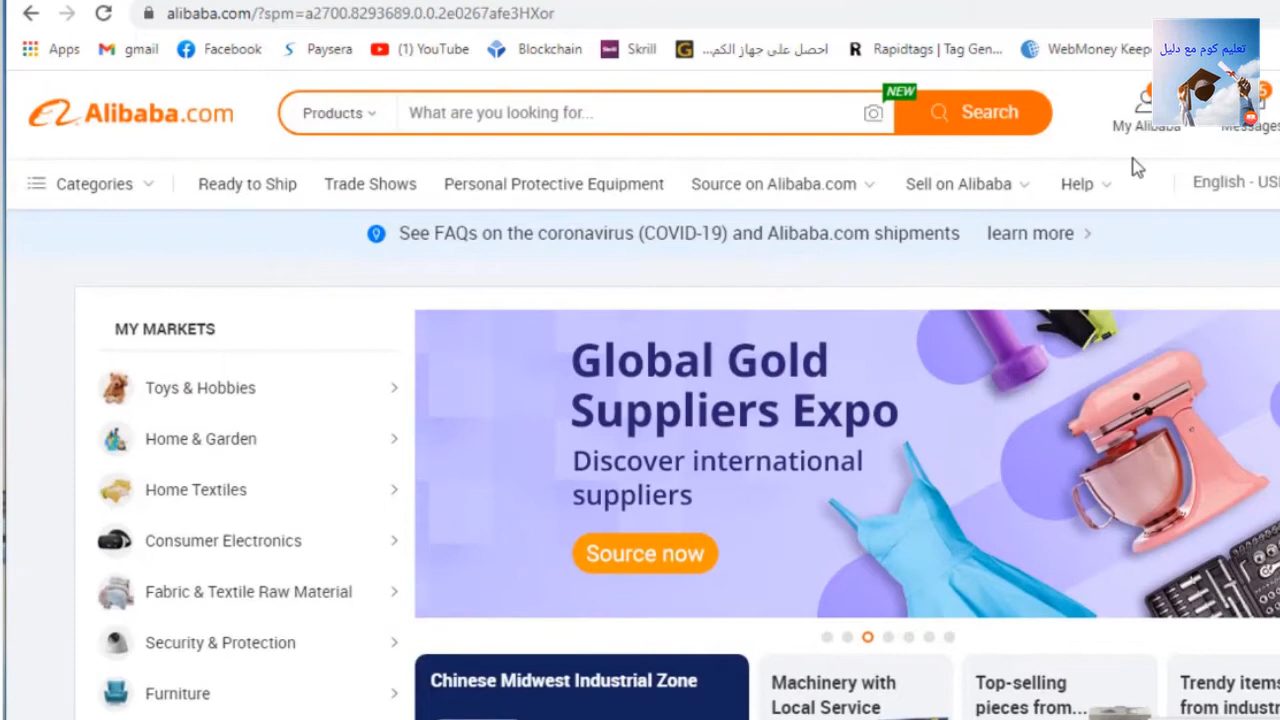 alibaba.com/?spm=a2700.8293689.0.0.2e0267afe3HXor
Apps gmail Facebook Paysera (1) YouTube Blockchain Skrill احصل على جهاز الكم... Rapidtags | Tag Gen... WebMoney Keep
تعليم كوم مع دليل
Alibaba.com Products What are you looking for... NEW Search
My Alibaba Messages
Categories Ready to Ship Trade Shows Personal Protective Equipment Source on Alibaba.com Sell on Alibaba Help English - US
See FAQs on the coronavirus (COVID-19) and Alibaba.com shipments learn more
MY MARKETS
Toys & Hobbies
Home & Garden
Home Textiles
Consumer Electronics
Fabric & Textile Raw Material
Security & Protection
Furniture
Global Gold
Suppliers Expo
Discover international
suppliers
Source now
Chinese Midwest Industrial Zone
Machinery with
Local Service
Top-selling
pieces from...
Trendy items
from indust